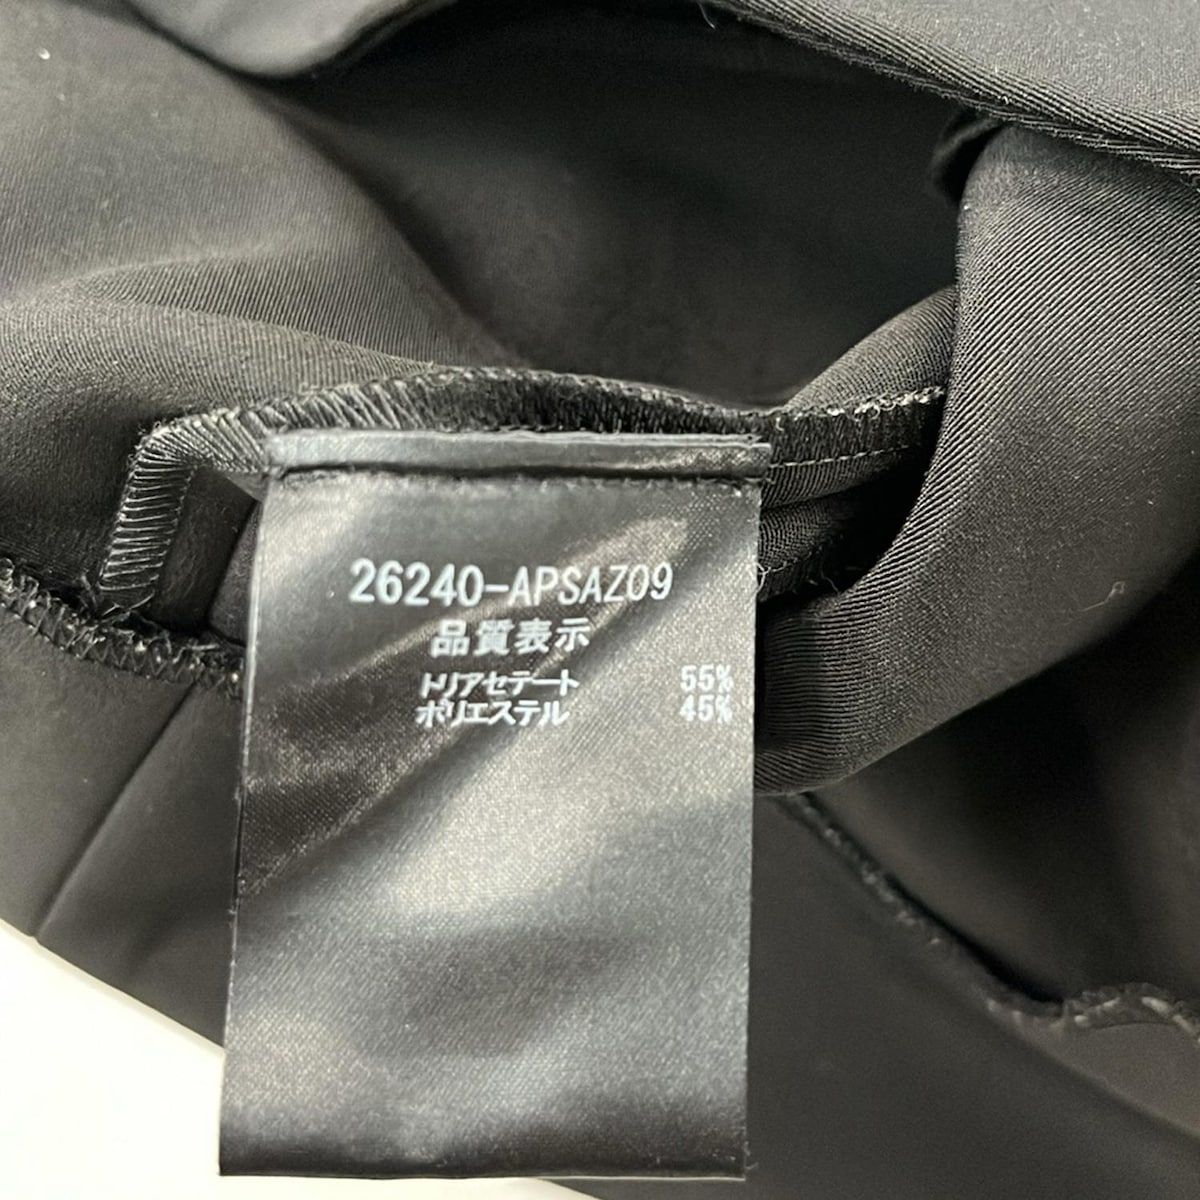 26240-APSAZ09
品質表示
トリアセテート 55%
ポリエステル 45%